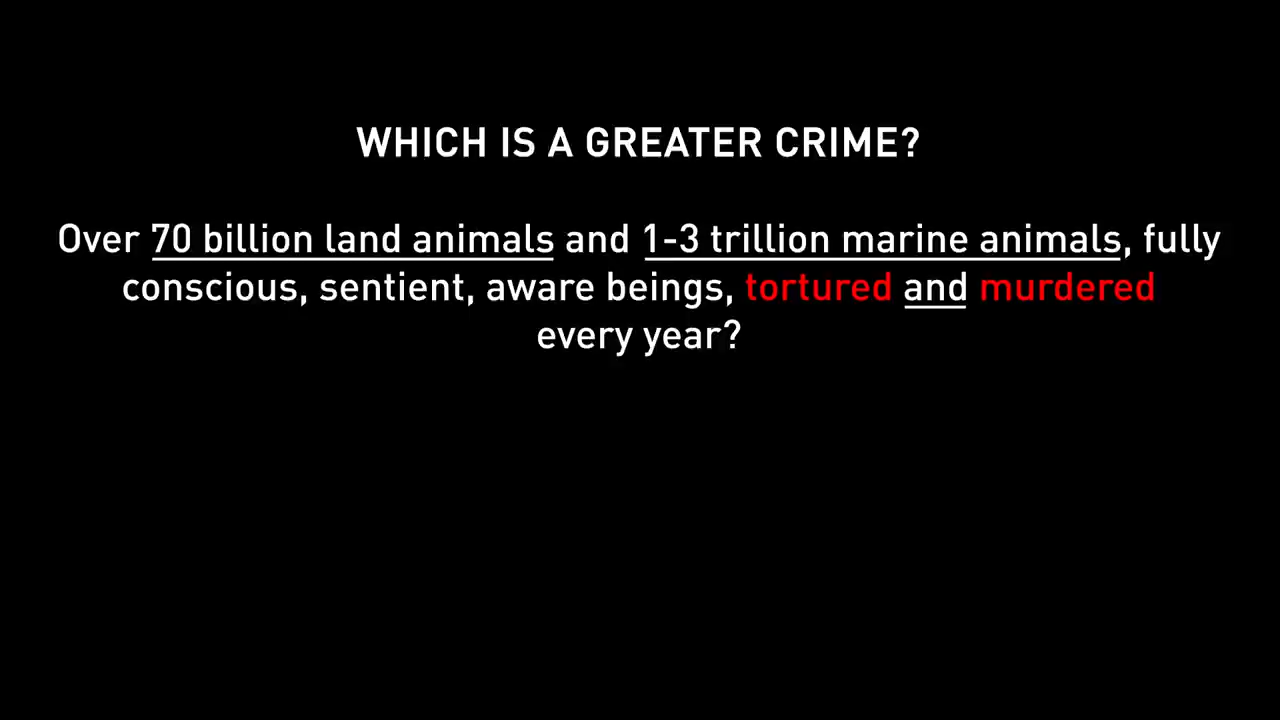 WHICH IS A GREATER CRIME?
Over 70 billion land animals and 1-3 trillion marine animals, fully
conscious, sentient, aware beings, tortured and murdered
every year?